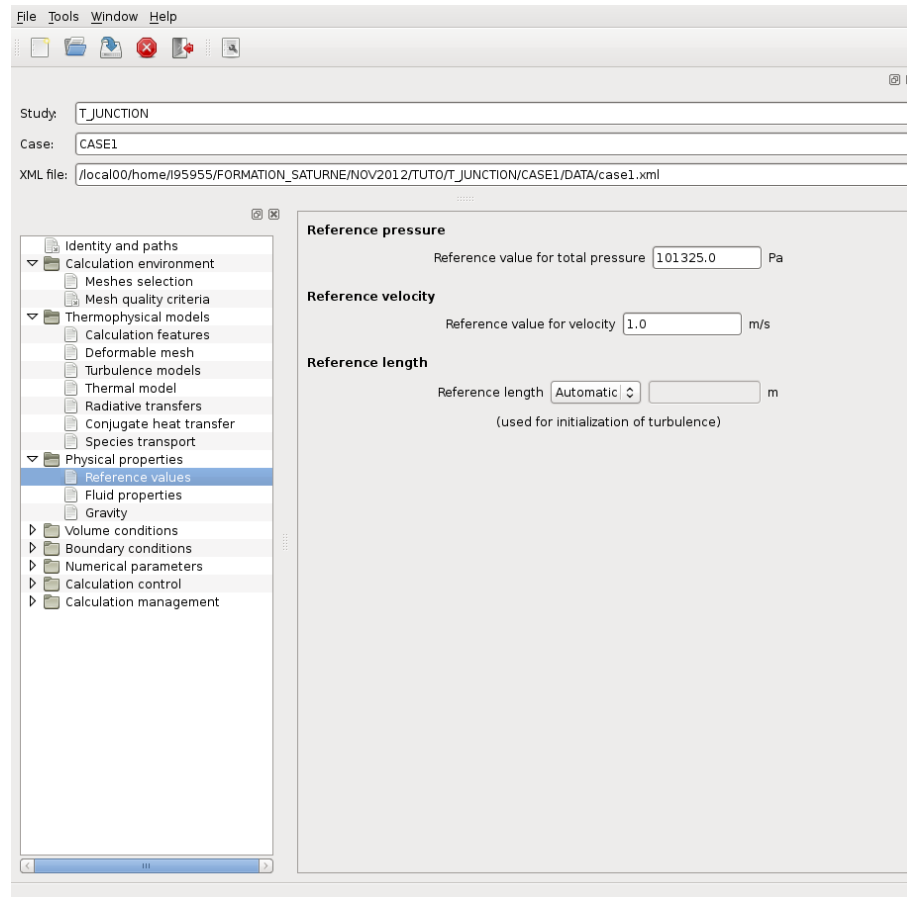 File Tools Window Help
Study: T_JUNCTION
Case: CASE1
XML file: /local00/home/I95955/FORMATION_SATURNE/NOV2012/TUTO/T_JUNCTION/CASE1/DATA/case1.xml
Identity and paths
Calculation environment
Meshes selection
Mesh quality criteria
Thermophysical models
Calculation features
Deformable mesh
Turbulence models
Thermal model
Radiative transfers
Conjugate heat transfer
Species transport
Physical properties
Reference values
Fluid properties
Gravity
Volume conditions
Boundary conditions
Numerical parameters
Calculation control
Calculation management
Reference pressure
Reference value for total pressure 101325.0 Pa
Reference velocity
Reference value for velocity 1.0 m/s
Reference length
Reference length Automatic m
(used for initialization of turbulence)